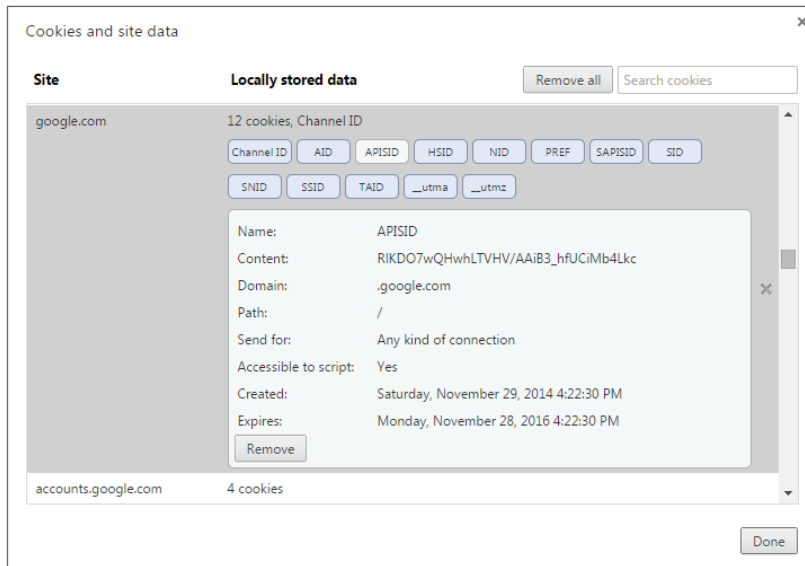 Cookies and site data
Site Locally stored data Remove all Search cookies
google.com 12 cookies, Channel ID
Channel ID AID APISID HSID NID PREF SAPISID SID
SNID SSID TAID __utma __utmz
Name: APISID
Content: RlKDO7wQHwhLTVHV/AAiB3_hfUCiMb4Lkc
Domain: .google.com
Path: /
Send for: Any kind of connection
Accessible to script: Yes
Created: Saturday, November 29, 2014 4:22:30 PM
Expires: Monday, November 28, 2016 4:22:30 PM
Remove
accounts.google.com 4 cookies
Done